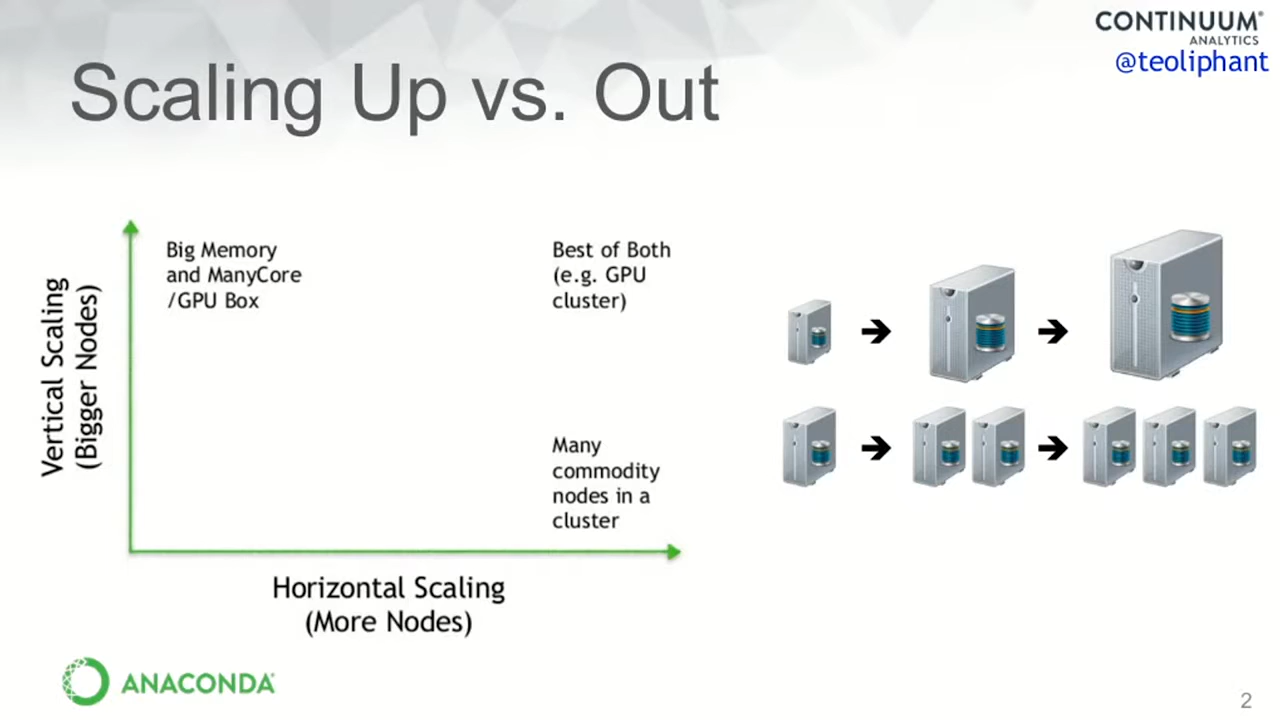 CONTINUUM®
ANALYTICS
@teoliphant
Scaling Up vs. Out
Vertical Scaling
(Bigger Nodes)
Big Memory
and ManyCore
/GPU Box
Best of Both
(e.g. GPU
cluster)
Many
commodity
nodes in a
cluster
Horizontal Scaling
(More Nodes)
ANACONDA®
2